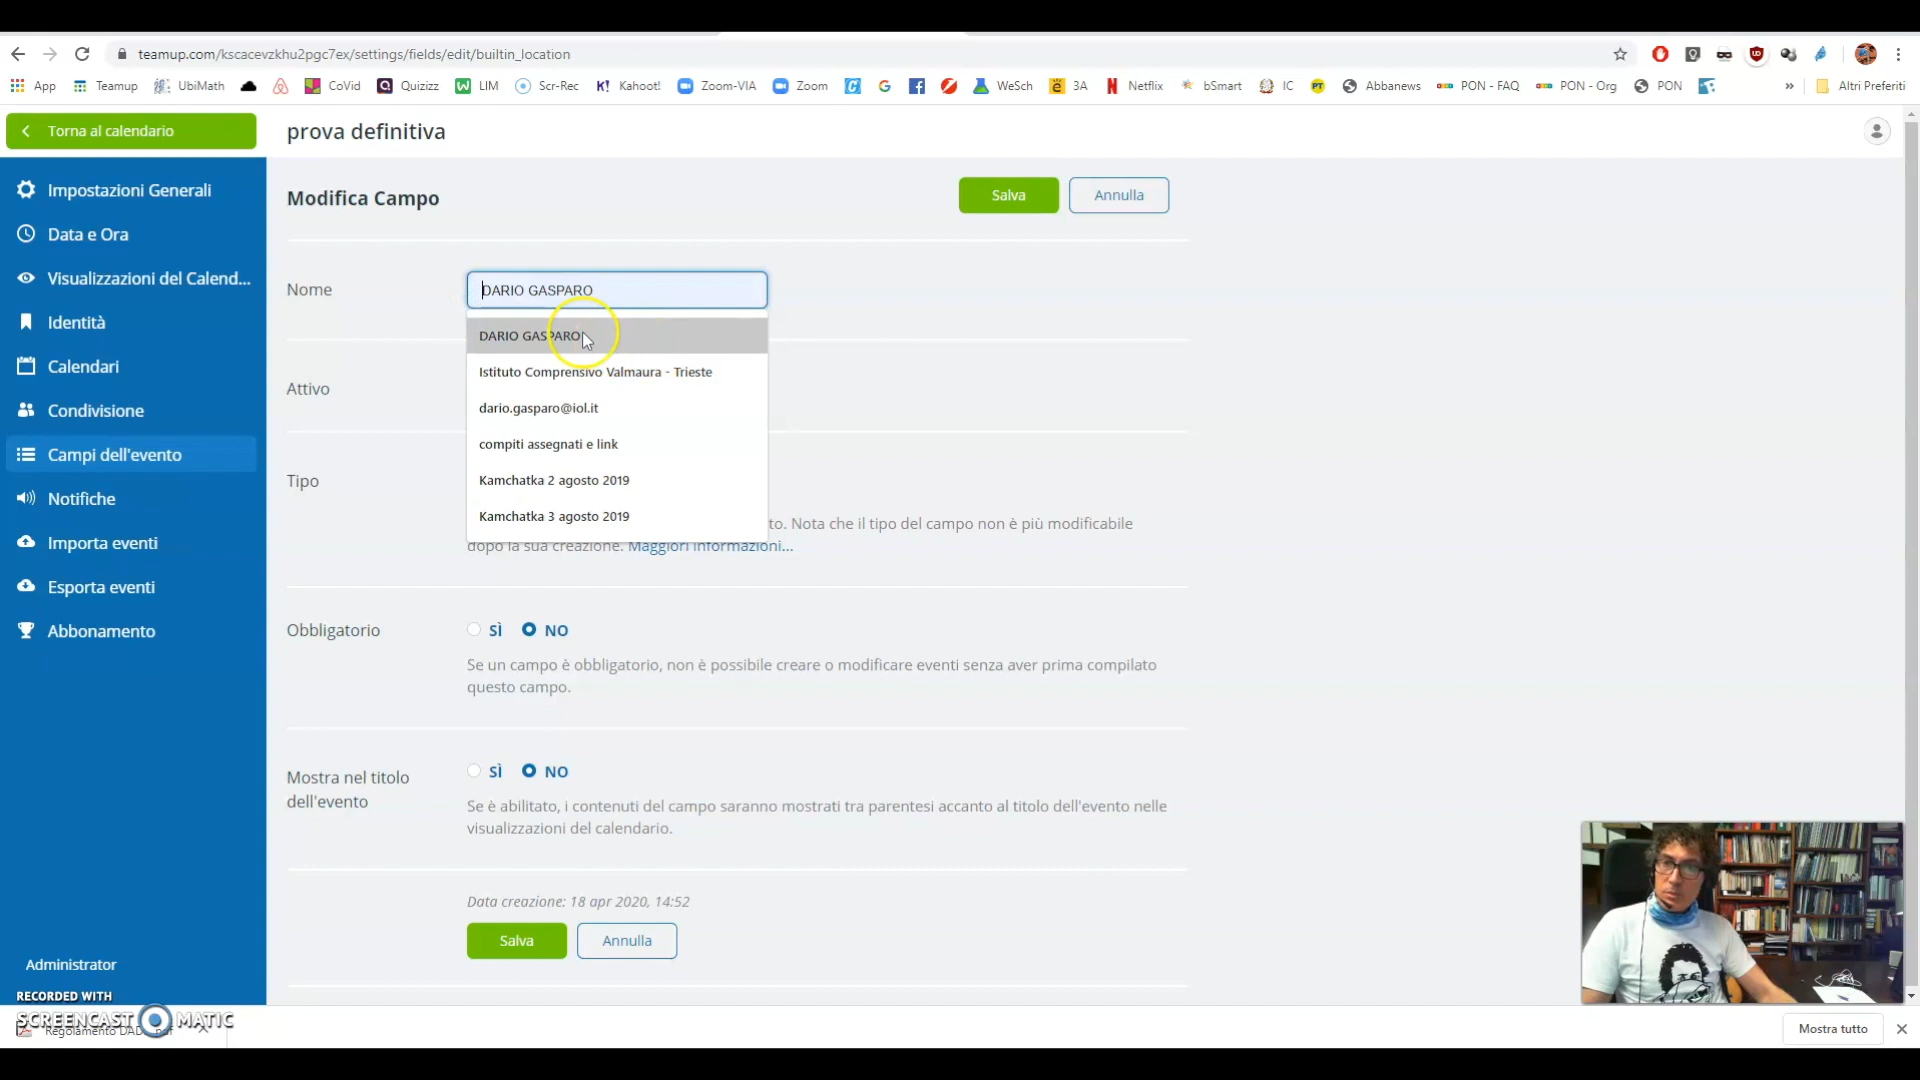 teamup.com/kscacevzkhu2pgc7ex/settings/fields/edit/builtin_location
App Teamup UbiMath CoVid Quizizz LIM Scr-Rec Kahoot! Zoom-VIA Zoom WeSch 3A Netflix bSmart IC Abbanews PON - FAQ PON - Org PON » Altri Preferiti
Torna al calendario
prova definitiva
Impostazioni Generali
Data e Ora
Visualizzazioni del Calend...
Identità
Calendari
Condivisione
Campi dell'evento
Notifiche
Importa eventi
Esporta eventi
Abbonamento
Administrator
Modifica Campo
Salva
Annulla
Nome
DARIO GASPARO
DARIO GASPARO
Istituto Comprensivo Valmaura - Trieste
dario.gasparo@iol.it
compiti assegnati e link
Kamchatka 2 agosto 2019
Kamchatka 3 agosto 2019
Attivo
Tipo
to. Nota che il tipo del campo non è più modificabile
dopo la sua creazione. Maggiori informazioni...
Obbligatorio
SÌ NO
Se un campo è obbligatorio, non è possibile creare o modificare eventi senza aver prima compilato
questo campo.
Mostra nel titolo
dell'evento
SÌ NO
Se è abilitato, i contenuti del campo saranno mostrati tra parentesi accanto al titolo dell'evento nelle
visualizzazioni del calendario.
Data creazione: 18 apr 2020, 14:52
Salva
Annulla
RECORDED WITH
SCREENCAST MATIC
Regolamento
Mostra tutto